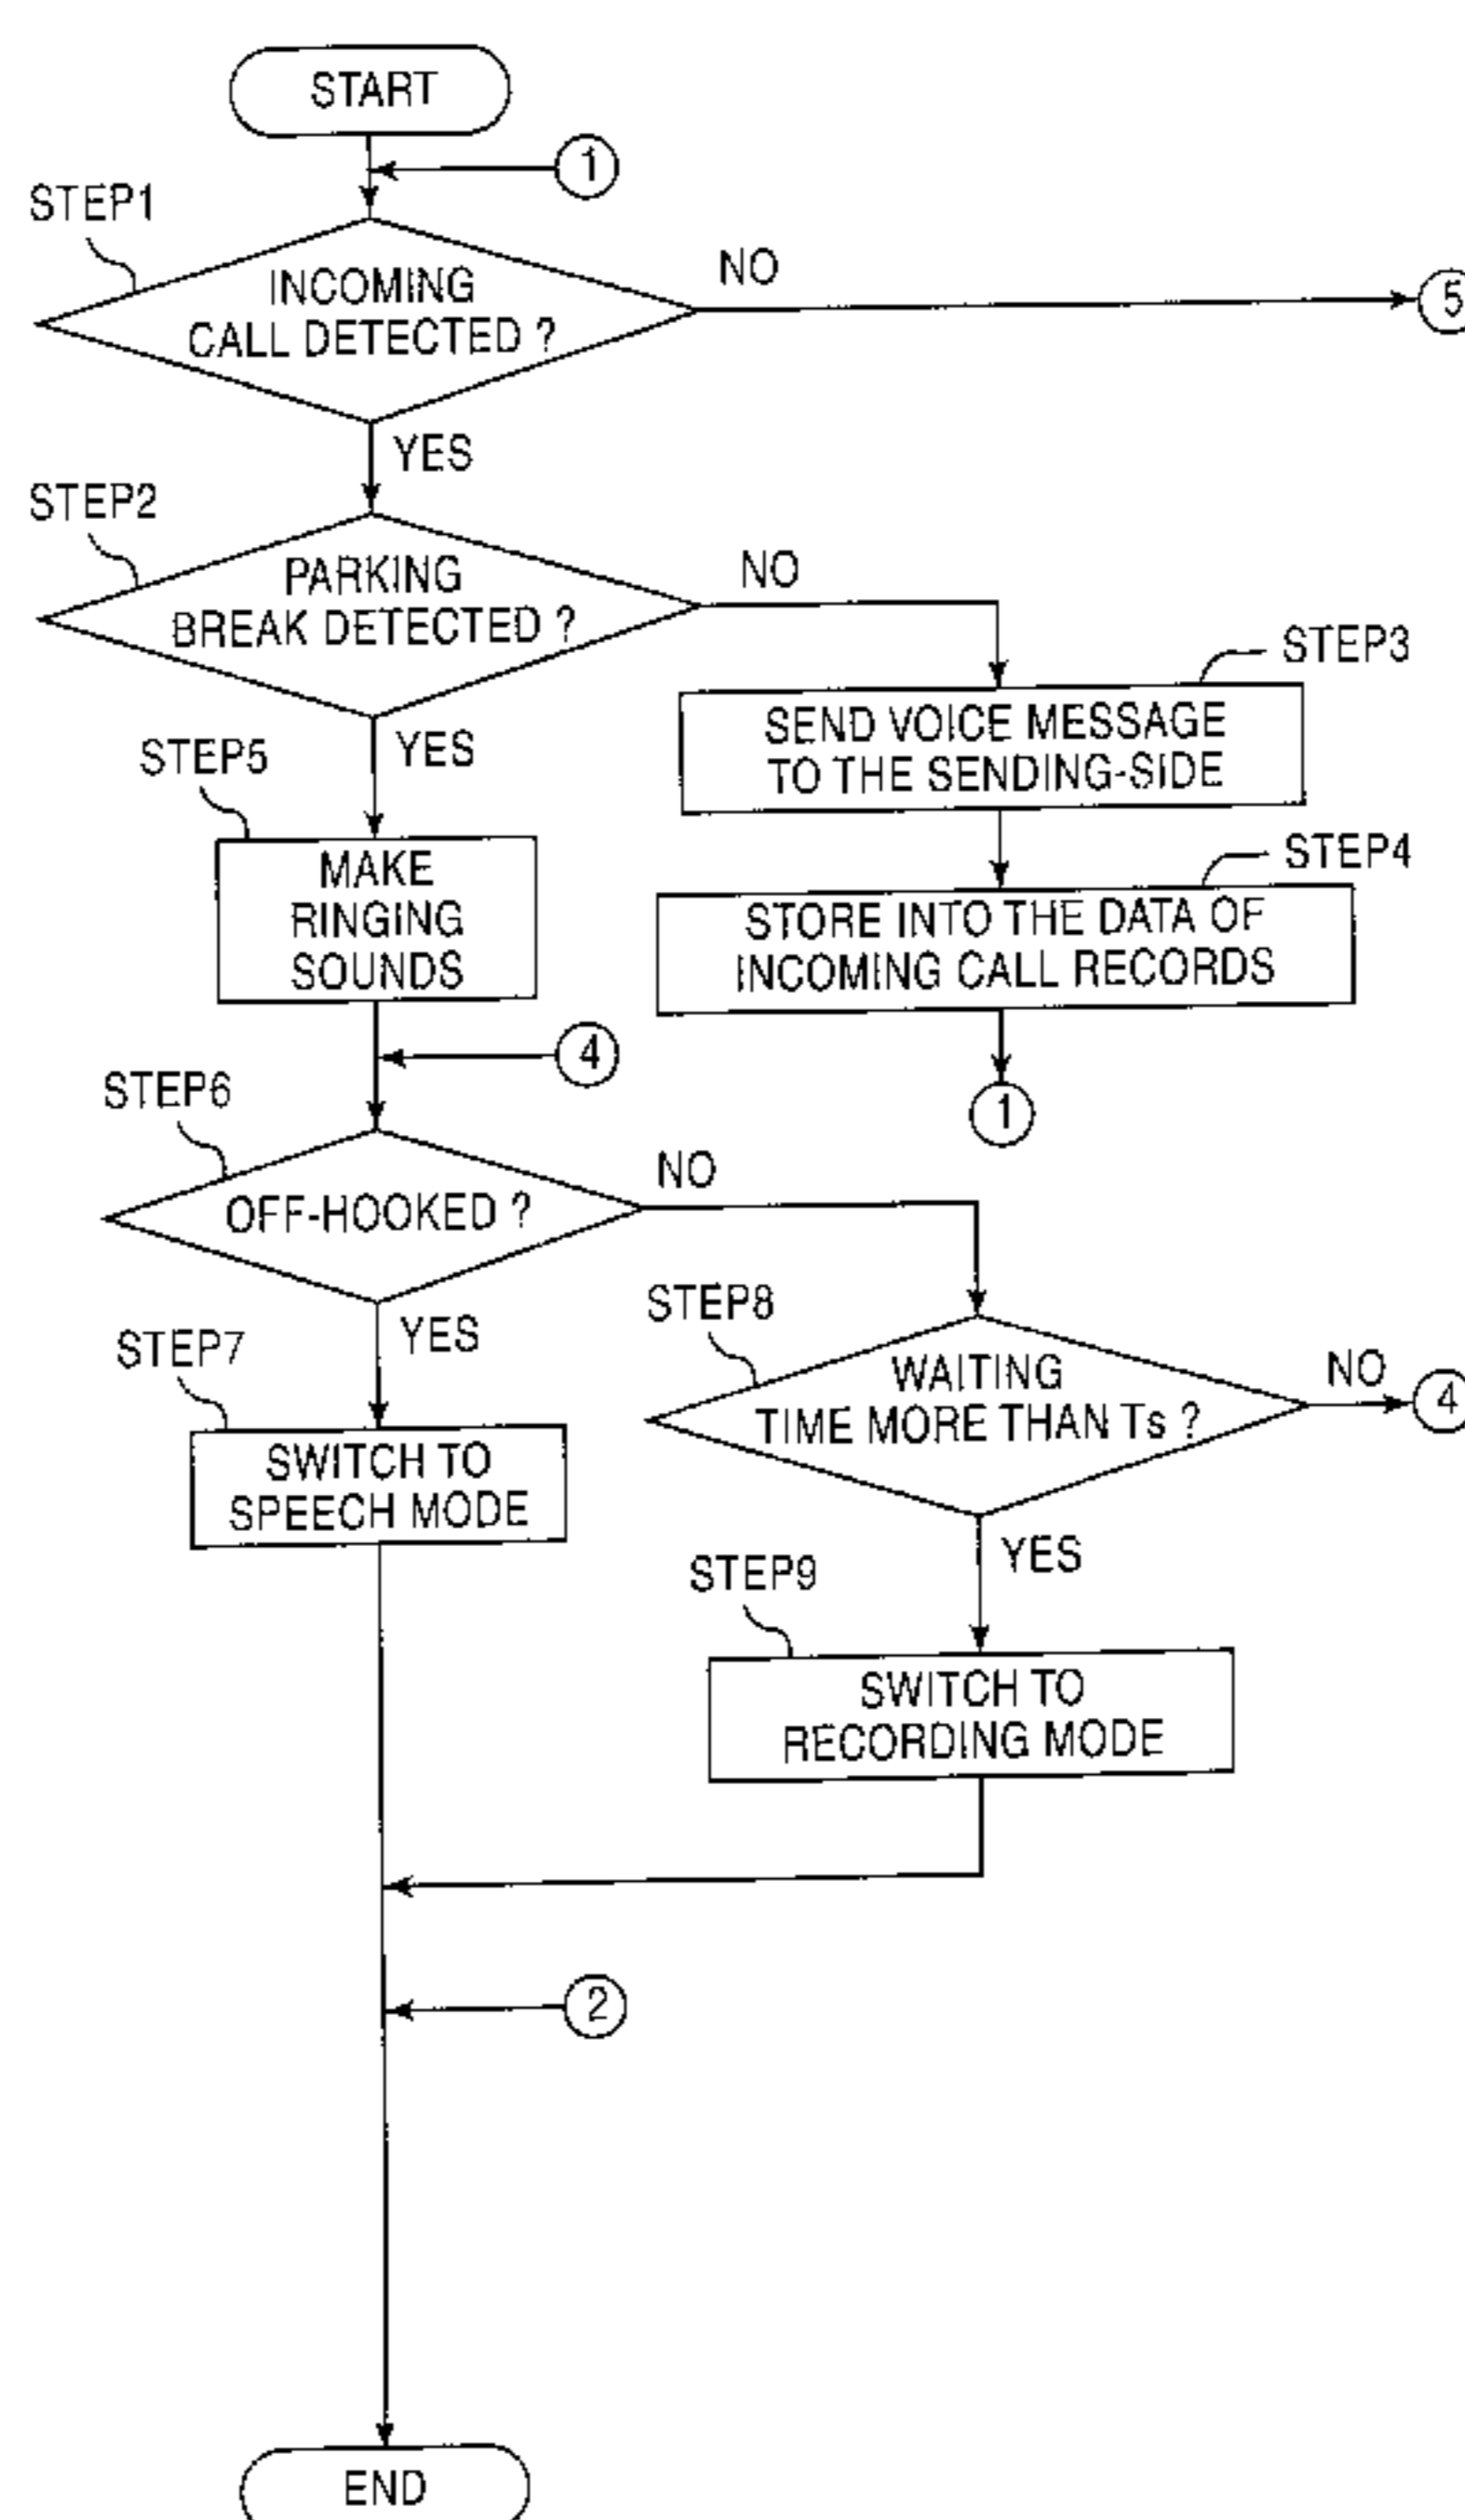 START
1
STEP1
INCOMING
CALL DETECTED ?
NO
5
YES
STEP2
PARKING
BREAK DETECTED ?
NO
STEP3
SEND VOICE MESSAGE
TO THE SENDING-SIDE
YES
STEP5
MAKE
RINGING
SOUNDS
STEP4
STORE INTO THE DATA OF
INCOMING CALL RECORDS
1
4
STEP6
OFF-HOOKED ?
NO
YES
STEP7
SWITCH TO
SPEECH MODE
STEP8
WAITING
TIME MORE THAN Ts ?
NO
4
YES
STEP9
SWITCH TO
RECORDING MODE
2
END